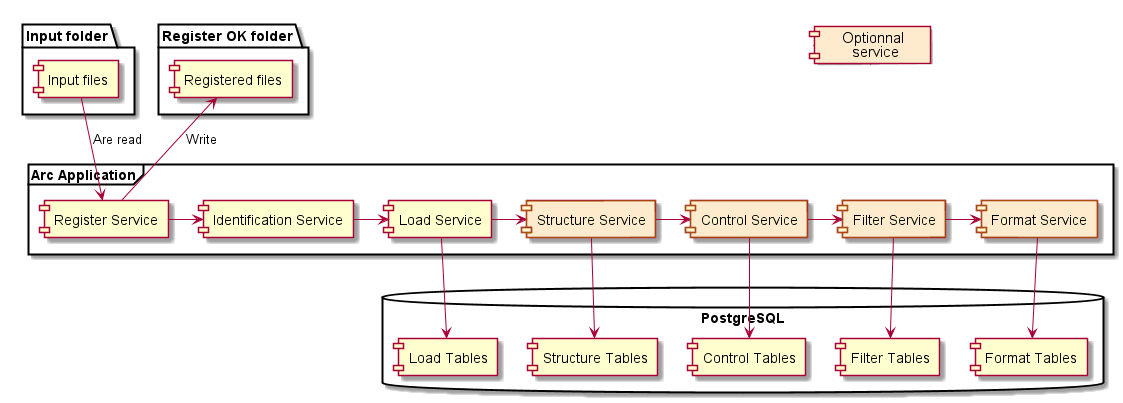 Input folder
Register OK folder
Optionnal
service
Input files
Registered files
Are read
Write
Arc Application
Register Service
Identification Service
Load Service
Structure Service
Control Service
Filter Service
Format Service
PostgreSQL
Load Tables
Structure Tables
Control Tables
Filter Tables
Format Tables